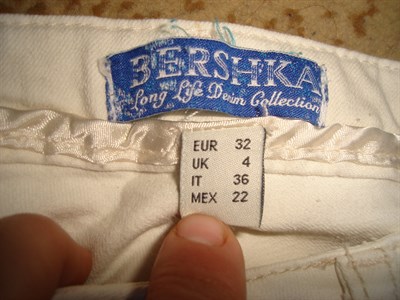 BERSHKA
Long Life Denim Collection
EUR 32
UK 4
IT 36
MEX 22